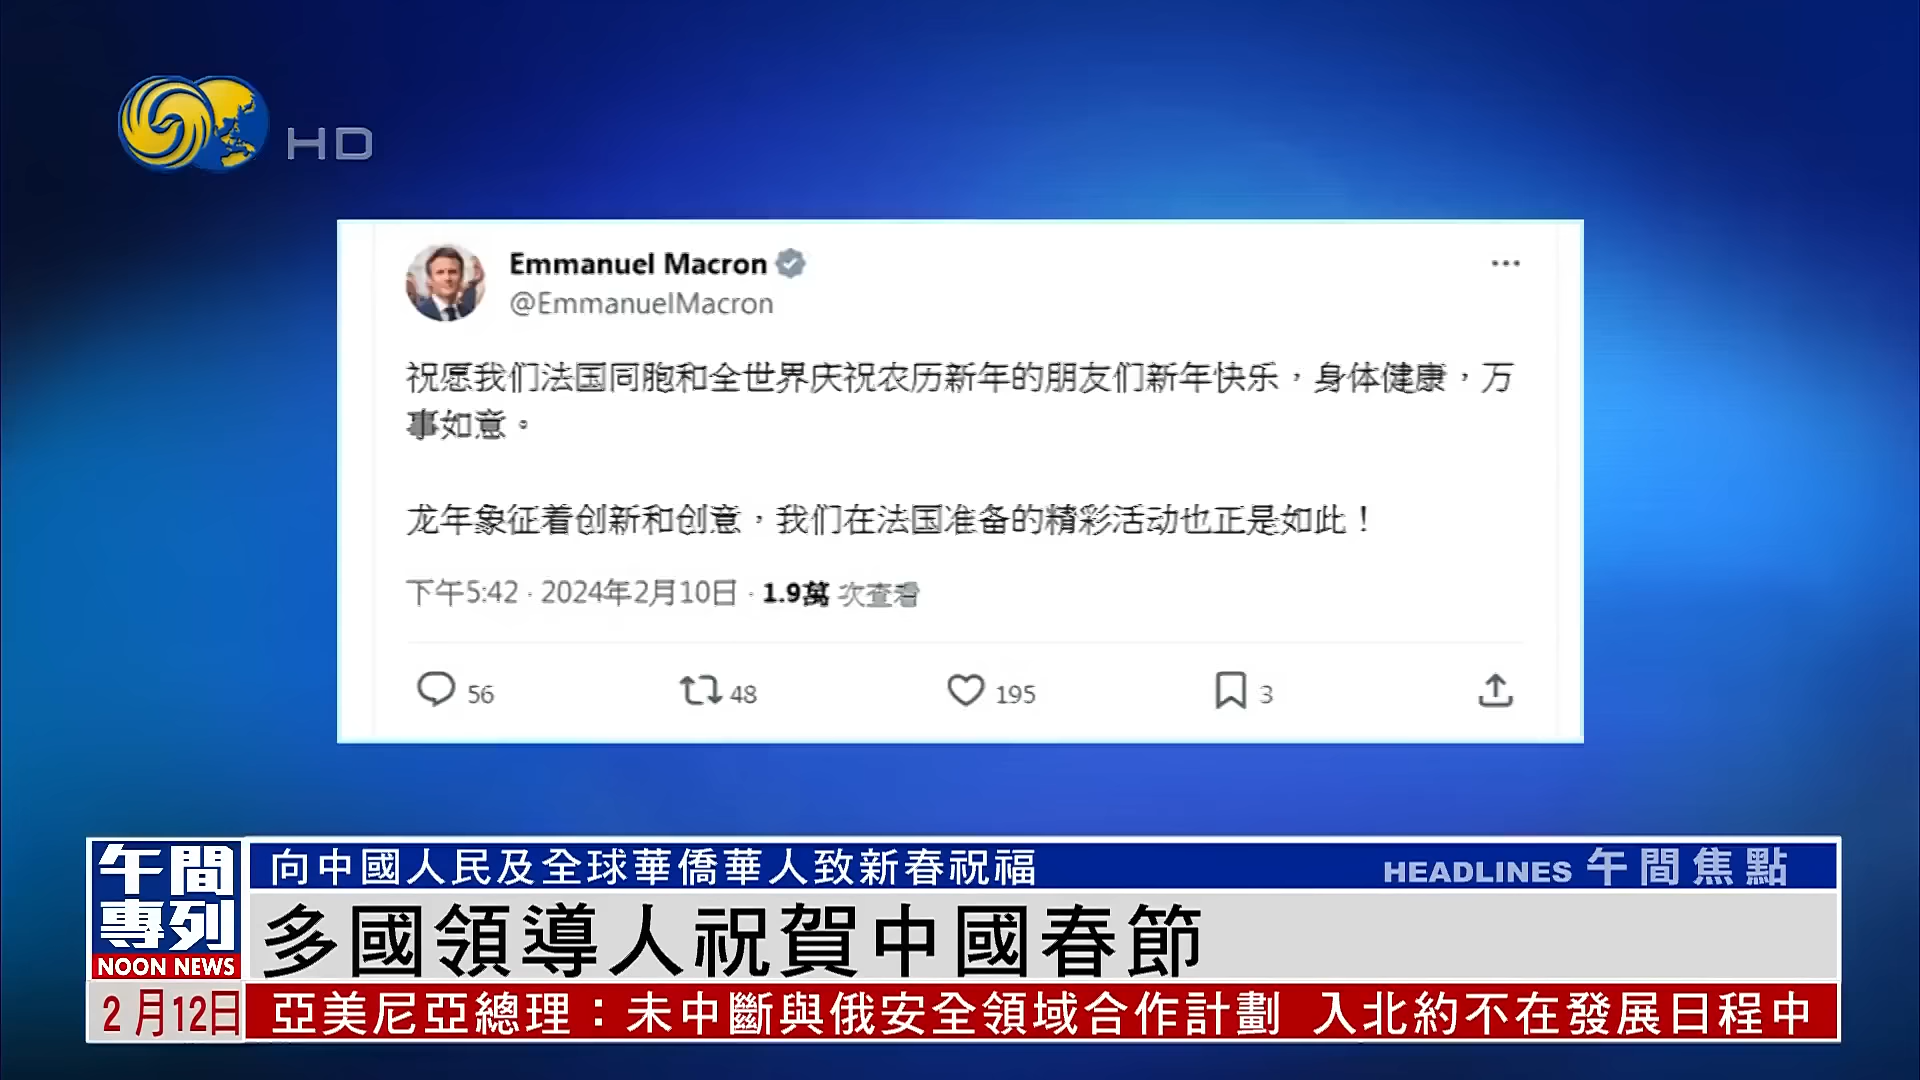 HD
Emmanuel Macron
@EmmanuelMacron
祝愿我们法国同胞和全世界庆祝农历新年的朋友们新年快乐，身体健康，万
事如意。
龙年象征着创新和创意，我们在法国准备的精彩活动也正是如此！
下午5:42 · 2024年2月10日 · 1.9萬 次查看
56 48 195 3
午間專列
NOON NEWS
向中國人民及全球華僑華人致新春祝福
HEADLINES 午間焦點
多國領導人祝賀中國春節
2月12日
亞美尼亞總理：未中斷與俄安全領域合作計劃 入北約不在發展日程中